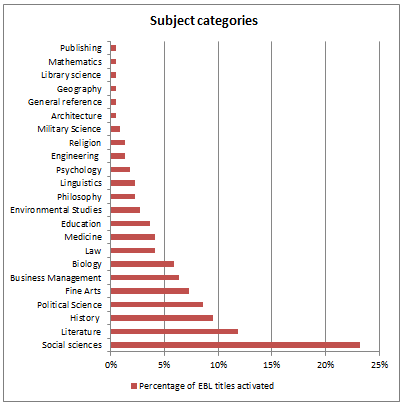 Subject categories
Publishing
Mathematics
Library science
Geography
General reference
Architecture
Military Science
Religion
Engineering
Psychology
Linguistics
Philosophy
Environmental Studies
Education
Medicine
Law
Biology
Business Management
Fine Arts
Political Science
History
Literature
Social sciences
0% 5% 10% 15% 20% 25%
Percentage of EBL titles activated